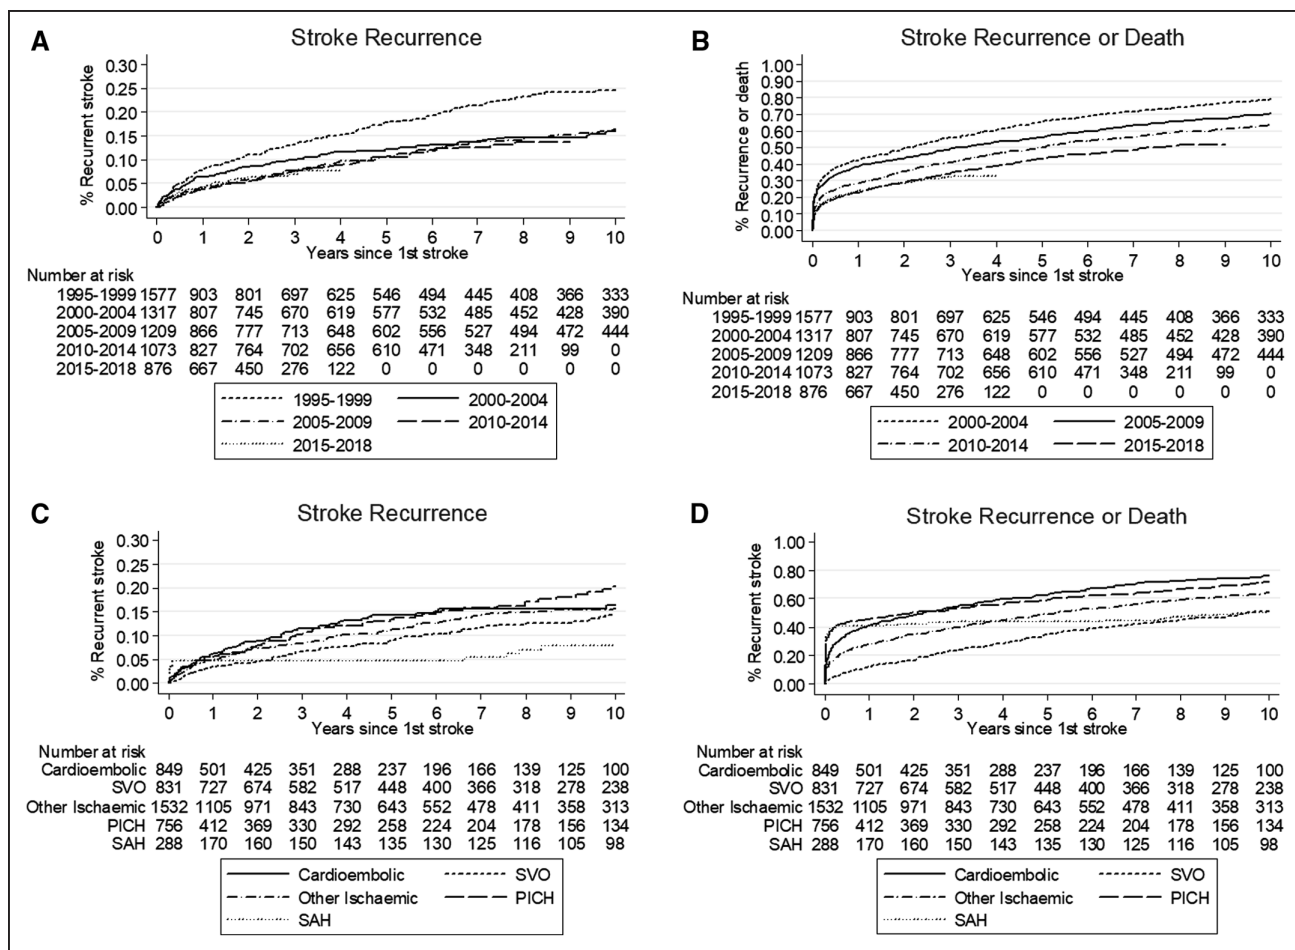 A
Stroke Recurrence
% Recurrent stroke
0.30
0.25
0.20
0.15
0.10
0.05
0.00
0 1 2 3 4 5 6 7 8 9 10
Years since 1st stroke
Number at risk
1995-1999 1577 903 801 697 625 546 494 445 408 366 333
2000-2004 1317 807 745 670 619 577 532 485 452 428 390
2005-2009 1209 866 777 713 648 602 556 527 494 472 444
2010-2014 1073 827 764 702 656 610 471 348 211 99 0
2015-2018 876 667 450 276 122 0 0 0 0 0 0
1995-1999 2000-2004
2005-2009 2010-2014
2015-2018
B
Stroke Recurrence or Death
% Recurrence or death
1.00
0.90
0.80
0.70
0.60
0.50
0.40
0.30
0.20
0.10
0.00
0 1 2 3 4 5 6 7 8 9 10
Years since 1st stroke
Number at risk
1995-1999 1577 903 801 697 625 546 494 445 408 366 333
2000-2004 1317 807 745 670 619 577 532 485 452 428 390
2005-2009 1209 866 777 713 648 602 556 527 494 472 444
2010-2014 1073 827 764 702 656 610 471 348 211 99 0
2015-2018 876 667 450 276 122 0 0 0 0 0 0
2000-2004 2005-2009
2010-2014 2015-2018
C
Stroke Recurrence
% Recurrent stroke
0.30
0.25
0.20
0.15
0.10
0.05
0.00
0 1 2 3 4 5 6 7 8 9 10
Years since 1st stroke
Number at risk
Cardioembolic 849 501 425 351 288 237 196 166 139 125 100
SVO 831 727 674 582 517 448 400 366 318 278 238
Other Ischaemic 1532 1105 971 843 730 643 552 478 411 358 313
PICH 756 412 369 330 292 258 224 204 178 156 134
SAH 288 170 160 150 143 135 130 125 116 105 98
Cardioembolic SVO
Other Ischaemic PICH
SAH
D
Stroke Recurrence or Death
% Recurrent stroke
1.00
0.80
0.60
0.40
0.20
0.00
0 1 2 3 4 5 6 7 8 9 10
Years since 1st stroke
Number at risk
Cardioembolic 849 501 425 351 288 237 196 166 139 125 100
SVO 831 727 674 582 517 448 400 366 318 278 238
Other Ischaemic 1532 1105 971 843 730 643 552 478 411 358 313
PICH 756 412 369 330 292 258 224 204 178 156 134
SAH 288 170 160 150 143 135 130 125 116 105 98
Cardioembolic SVO
Other Ischaemic PICH
SAH